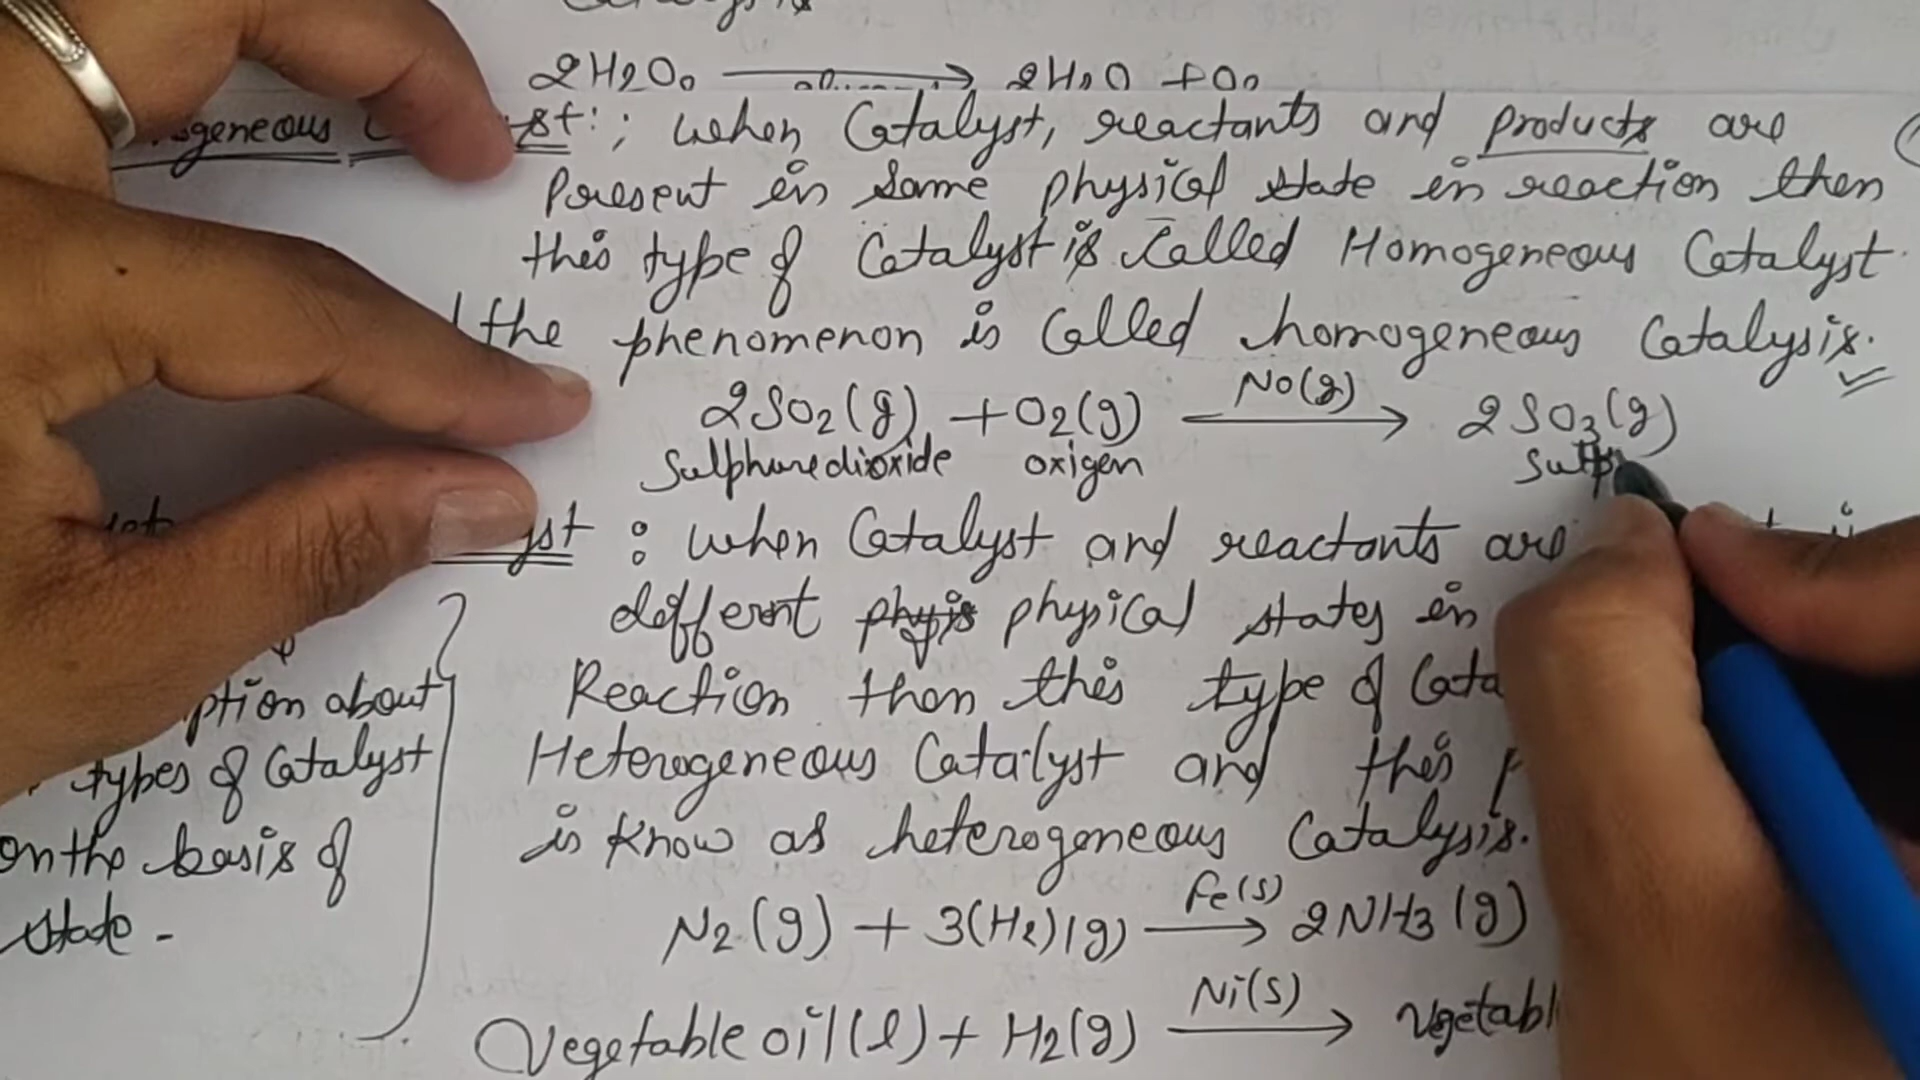 2H2O2 ⟶ 2H2O + O2
geneous st: ; when Catalyst, reactants and products are
Present in same physical state in reaction then
this type of Catalyst is Called Homogeneous Catalyst
the phenomenon is Called homogeneous Catalysis.
2SO2(g) + O2(g) NO(g) ⟶ 2SO3(g)
Sulphuredioxide oxigen Sulp
yst : when Catalyst and reactants are
different physical states in
Reaction then this type of Cata
Heterogeneous Catalyst and this p
is know as heterogeneous Catalysis.
ption about
types of Catalyst
on the basis of
state -
N2(g) + 3(H2)(g) Fe(s) ⟶ 2NH3(g)
Vegetable oil(l) + H2(g) Ni(s) ⟶ Vegetabl